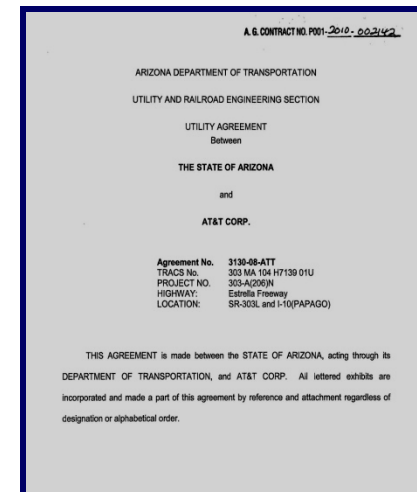 A. G. CONTRACT NO. P001-2010-002142
ARIZONA DEPARTMENT OF TRANSPORTATION
UTILITY AND RAILROAD ENGINEERING SECTION
UTILITY AGREEMENT
Between
THE STATE OF ARIZONA
and
AT&T CORP.
Agreement No. 3130-08-ATT
TRACS No. 303 MA 104 H7139 01U
PROJECT NO. 303-A(206)N
HIGHWAY: Estrella Freeway
LOCATION: SR-303L and I-10(PAPAGO)
THIS AGREEMENT is made between the STATE OF ARIZONA, acting through its
DEPARTMENT OF TRANSPORTATION, and AT&T CORP. All lettered exhibits are
incorporated and made a part of this agreement by reference and attachment regardless of
designation or alphabetical order.